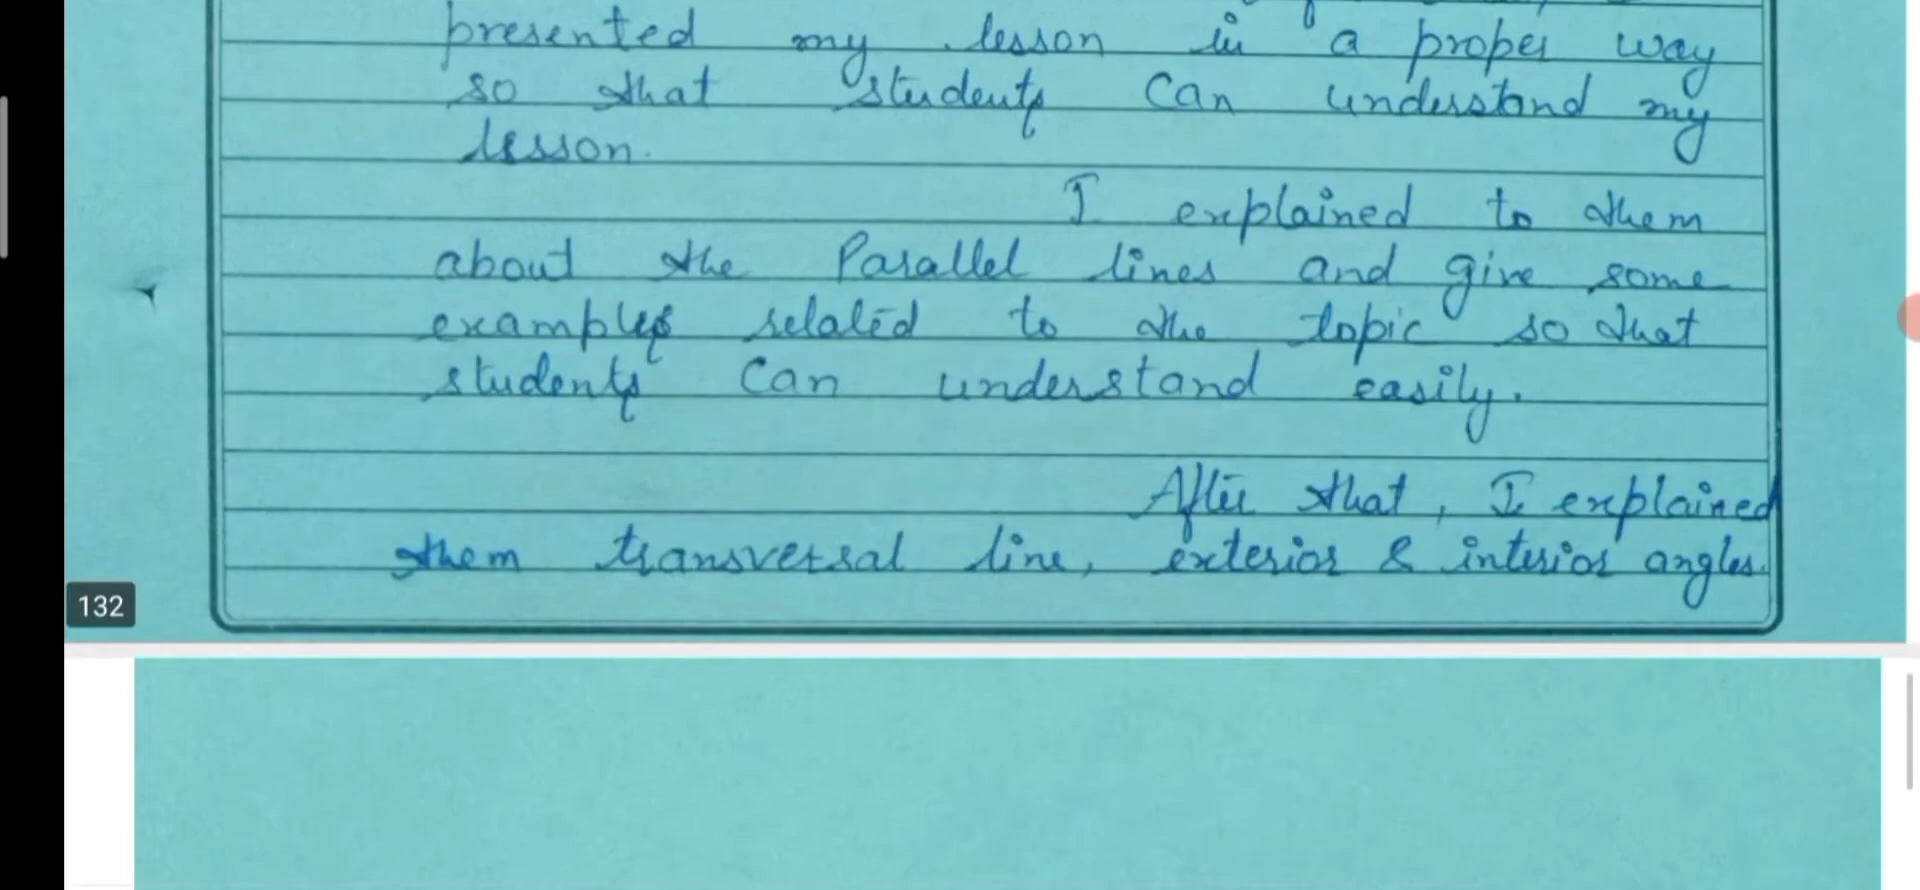 presented my lesson in a proper way
so that students can understand my
lesson.
I explained to them
about the Parallel lines and give some
examples related to the topic so that
students can understand easily.
After that, I explained
them transversal line, exterior & interior angles.
132